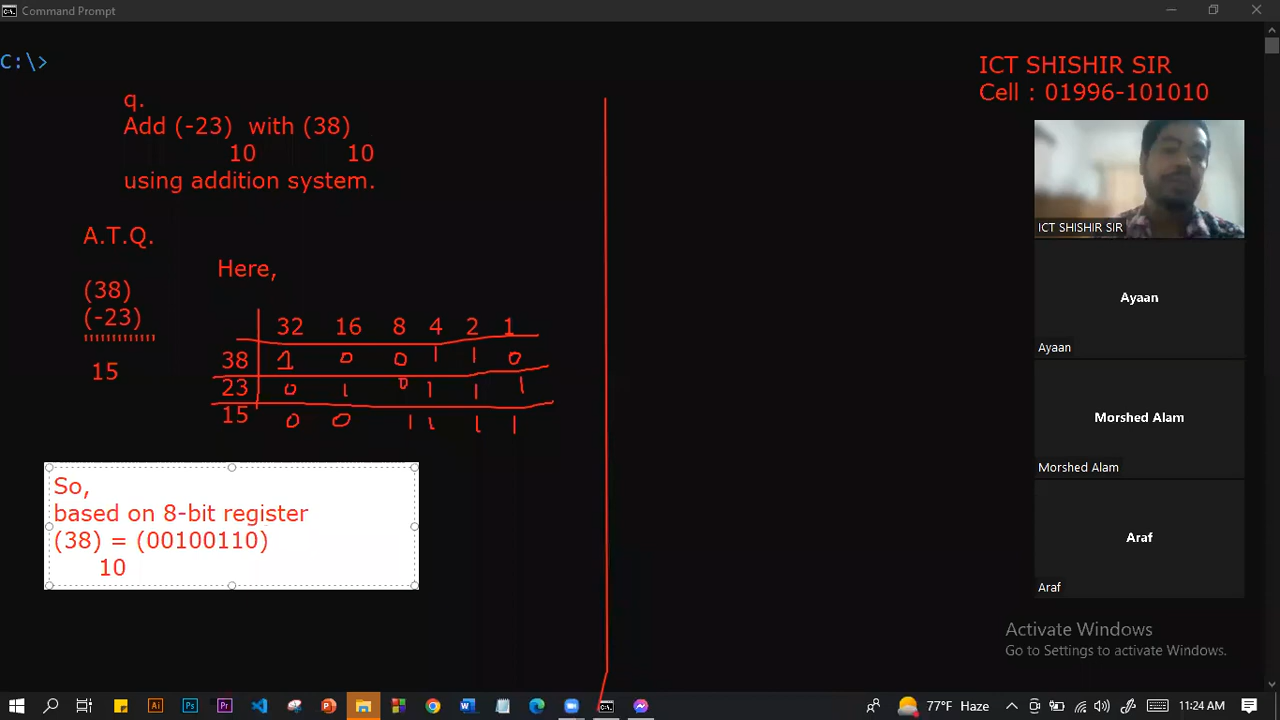 Command Prompt
C:\>
q.
Add (-23) with (38)
10 10
using addition system.
A.T.Q.
(38)
(-23)
''''''''''''''
15
Here,
32 16 8 4 2 1
38 1 0 0 1 1 0
23 0 1 0 1 1 1
15 0 0 1 1 1 1
So,
based on 8-bit register
(38) = (00100110)
10
ICT SHISHIR SIR
Cell : 01996-101010
ICT SHISHIR SIR
Ayaan
Ayaan
Morshed Alam
Morshed Alam
Araf
Araf
Activate Windows
Go to Settings to activate Windows.
77°F Haze
11:24 AM